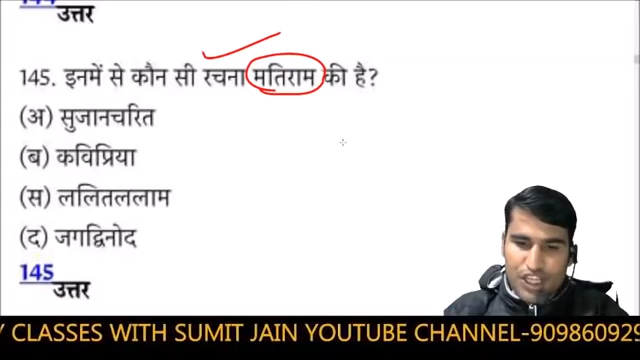 उत्तर
145. इनमें से कौन सी रचना मतिराम की है?
(अ) सुजानचरित
(ब) कविप्रिया
(स) ललितललाम
(द) जगद्विनोद
145
उत्तर
Y CLASSES WITH SUMIT JAIN YOUTUBE CHANNEL-909860929